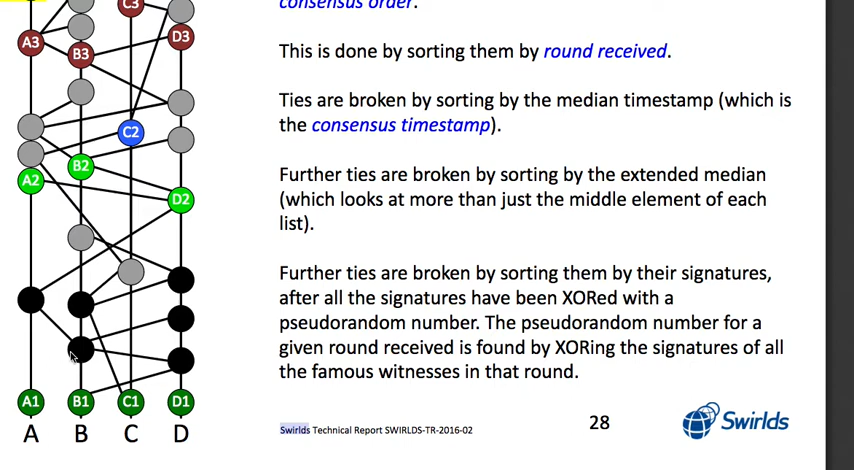 consensus order.
This is done by sorting them by round received.
Ties are broken by sorting by the median timestamp (which is
the consensus timestamp).
Further ties are broken by sorting by the extended median
(which looks at more than just the middle element of each
list).
Further ties are broken by sorting them by their signatures,
after all the signatures have been XORed with a
pseudorandom number. The pseudorandom number for a
given round received is found by XORing the signatures of all
the famous witnesses in that round.
C3
A3
D3
B3
C2
B2
A2
D2
A1 B1 C1 D1
A B C D
Swirlds Technical Report SWIRLDS-TR-2016-02
28
Swirlds